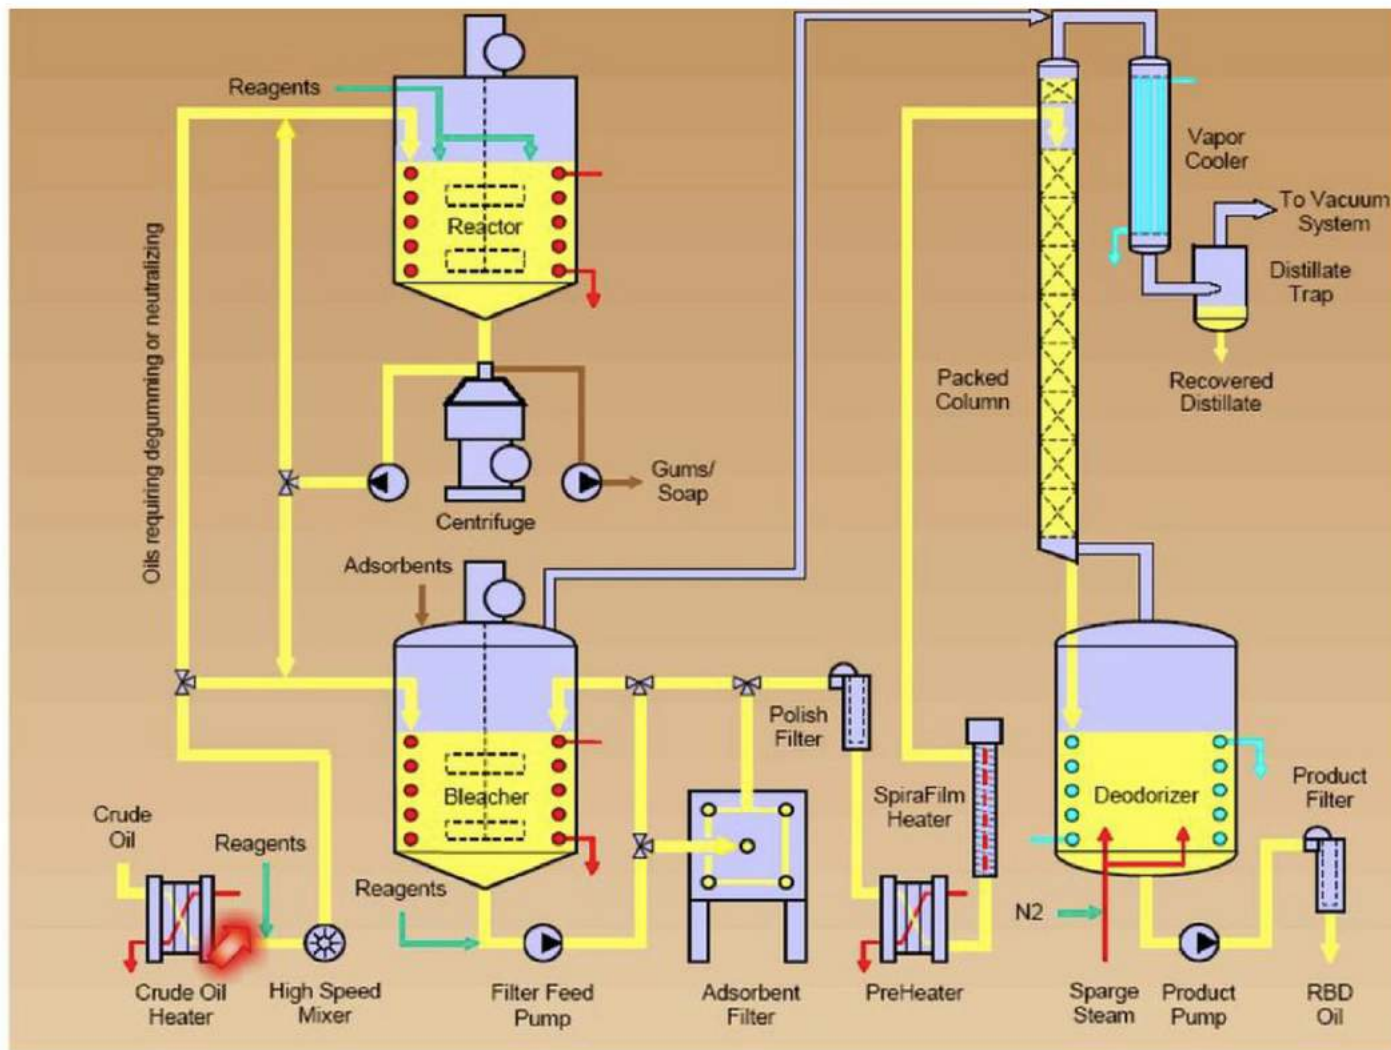 Reagents
Reactor
Oils requiring degumming or neutralizing
Vapor
Cooler
To Vacuum
System
Distillate
Trap
Recovered
Distillate
Packed
Column
Gums/
Soap
Centrifuge
Adsorbents
Polish
Filter
Bleacher
SpiraFilm
Heater
Deodorizer
Product
Filter
Crude
Oil
Reagents
Reagents
N2
Crude Oil
Heater
High Speed
Mixer
Filter Feed
Pump
Adsorbent
Filter
PreHeater
Sparge
Steam
Product
Pump
RBD
Oil